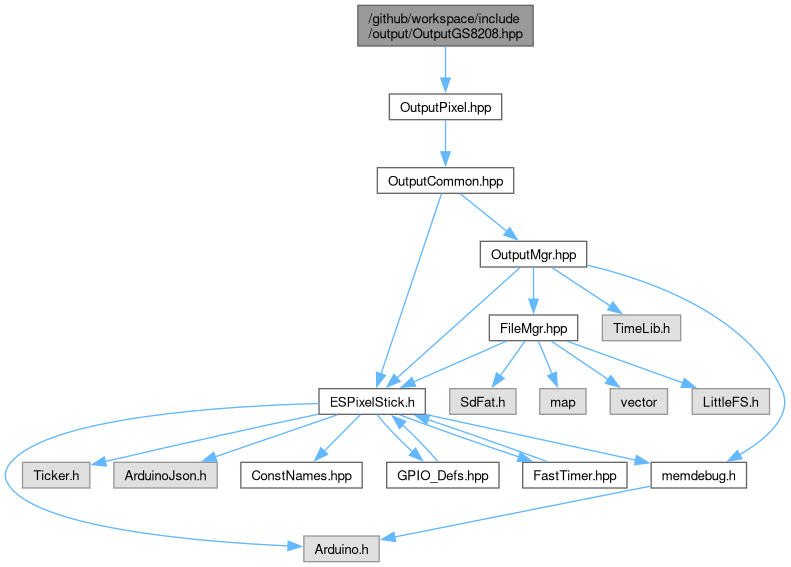 /github/workspace/include
/output/OutputGS8208.hpp
OutputPixel.hpp
OutputCommon.hpp
OutputMgr.hpp
FileMgr.hpp
TimeLib.h
ESPixelStick.h
SdFat.h
map
vector
LittleFS.h
Ticker.h
ArduinoJson.h
ConstNames.hpp
GPIO_Defs.hpp
FastTimer.hpp
memdebug.h
Arduino.h